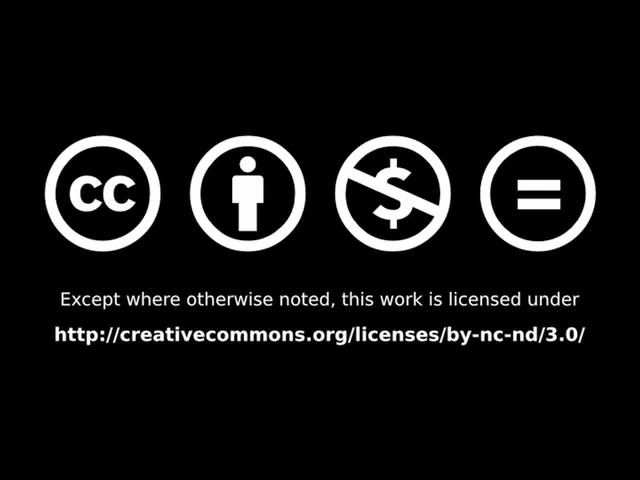 cc
$
=
Except where otherwise noted, this work is licensed under
http://creativecommons.org/licenses/by-nc-nd/3.0/